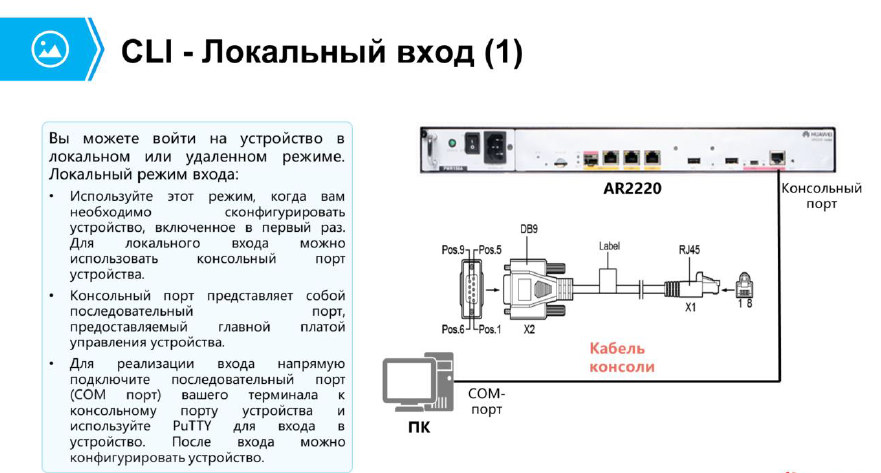 CLI - Локальный вход (1)
Вы можете войти на устройство в
локальном или удаленном режиме.
Локальный режим входа:
• Используйте этот режим, когда вам
необходимо сконфигурировать
устройство, включенное в первый раз.
Для локального входа можно
использовать консольный порт
устройства.
• Консольный порт представляет собой
последовательный порт,
предоставляемый главной платой
управления устройства.
• Для реализации входа напрямую
подключите последовательный порт
(COM порт) вашего терминала к
консольному порту устройства и
используйте PuTTY для входа в
устройство. После входа можно
конфигурировать устройство.
HUAWEI
AR2220
Консольный
порт
DB9
Pos.9
Pos.5
Label
RJ45
1 8
X1
Pos.6
Pos.1
X2
Кабель
консоли
COM-
порт
ПК